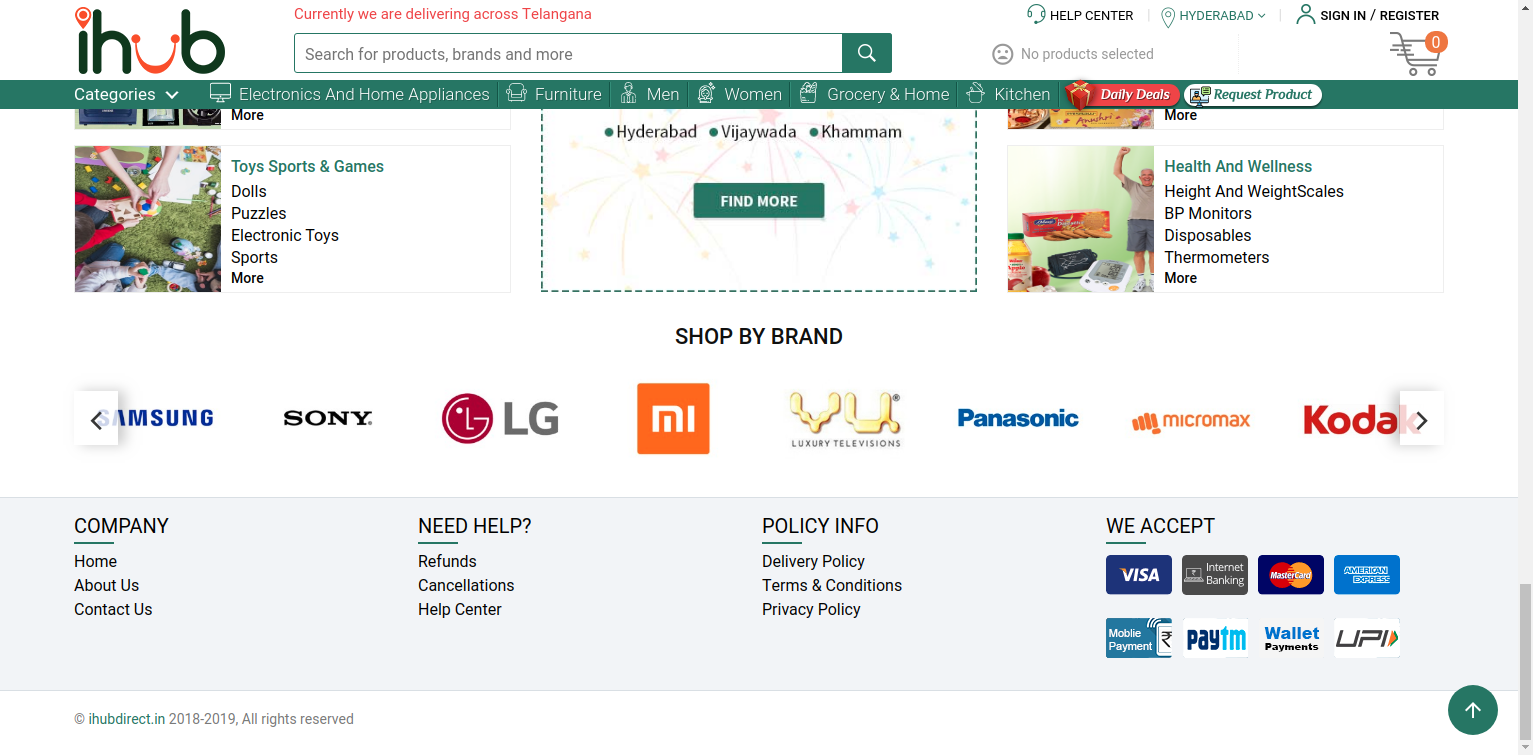 Currently we are delivering across Telangana
HELP CENTER
HYDERABAD
SIGN IN / REGISTER
ihub
Search for products, brands and more
No products selected
0
Categories
Electronics And Home Appliances
Furniture
Men
Women
Grocery & Home
Kitchen
Daily Deals
Request Product
More
Hyderabad Vijaywada Khammam
More
Toys Sports & Games
Dolls
Puzzles
Electronic Toys
Sports
More
FIND MORE
Health And Wellness
Height And WeightScales
BP Monitors
Disposables
Thermometers
More
SHOP BY BRAND
SAMSUNG
SONY
LG
mi
VU
LUXURY TELEVISIONS
Panasonic
micromax
Kodak
COMPANY
Home
About Us
Contact Us
NEED HELP?
Refunds
Cancellations
Help Center
POLICY INFO
Delivery Policy
Terms & Conditions
Privacy Policy
WE ACCEPT
VISA
Internet
Banking
MasterCard
AMERICAN
EXPRESS
Moblie
Payment
₹
paytm
Wallet
Payments
UPI
© ihubdirect.in 2018-2019, All rights reserved